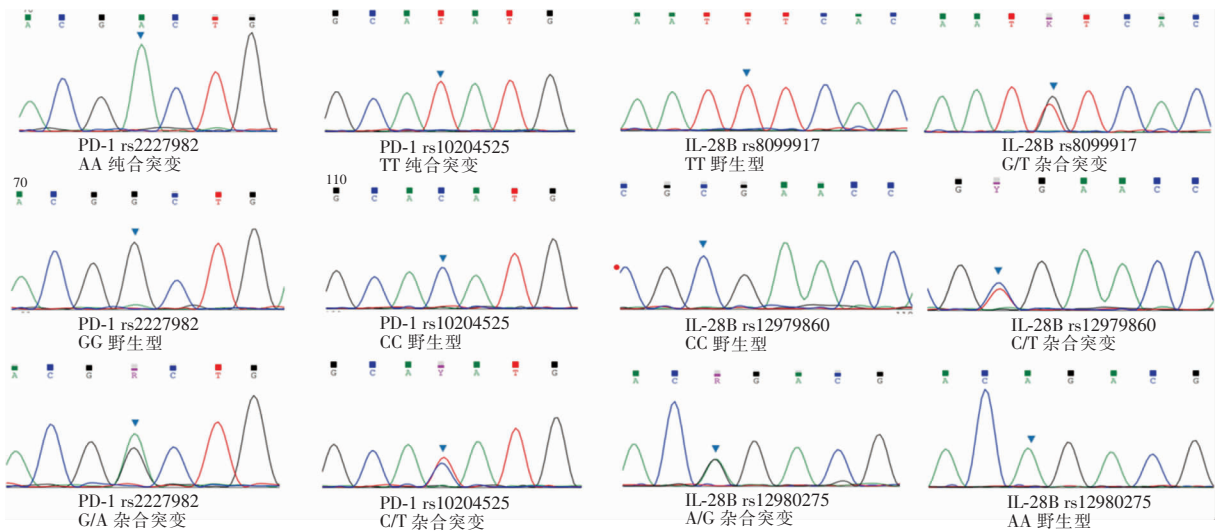 A C G A C T G
G C A T A T G
A A T T T C A C
A A T K T C A C
PD-1 rs2227982
AA 纯合突变
PD-1 rs10204525
TT 纯合突变
IL-28B rs8099917
TT 野生型
IL-28B rs8099917
G/T 杂合突变
70
A C G G C T G
110
G C A C A T G
C G C G A A C C
G Y G A A C C
PD-1 rs2227982
GG 野生型
PD-1 rs10204525
CC 野生型
IL-28B rs12979860
CC 野生型
IL-28B rs12979860
C/T 杂合突变
A C G R C T G
G C A Y A T G
A C R G A C G
A C A G A C G
PD-1 rs2227982
G/A 杂合突变
PD-1 rs10204525
C/T 杂合突变
IL-28B rs12980275
A/G 杂合突变
IL-28B rs12980275
AA 野生型